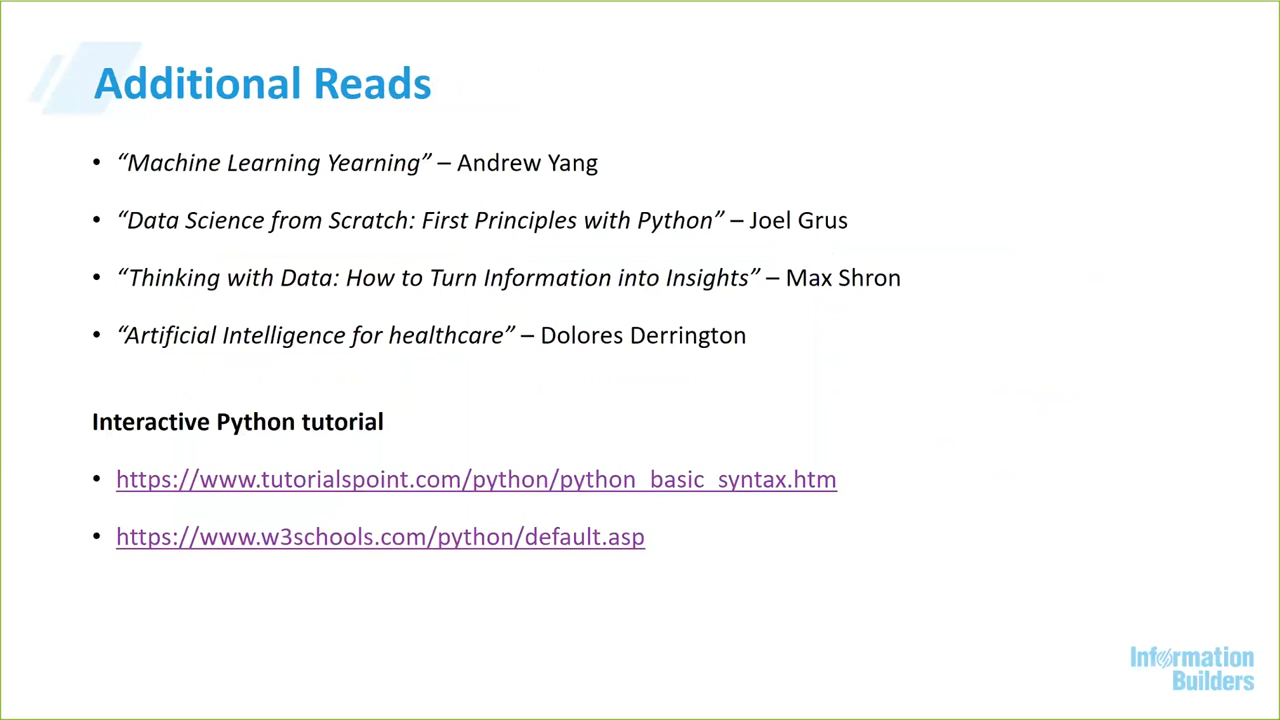 Additional Reads
• “Machine Learning Yearning” – Andrew Yang
• “Data Science from Scratch: First Principles with Python” – Joel Grus
• “Thinking with Data: How to Turn Information into Insights” – Max Shron
• “Artificial Intelligence for healthcare” – Dolores Derrington
Interactive Python tutorial
• https://www.tutorialspoint.com/python/python_basic_syntax.htm
• https://www.w3schools.com/python/default.asp
Information
Builders